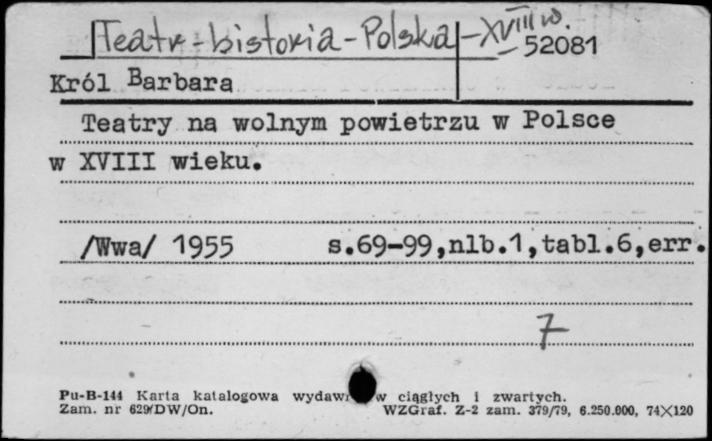 Teatr - historia - Polska - XVIII w.
52081
Król Barbara
Teatry na wolnym powietrzu w Polsce
w XVIII wieku.
/Wwa/ 1955 s.69-99,nlb.1,tabl.6,err.
7
Pu-B-144 Karta katalogowa w ciągłych i zwartych.
Zam. nr 629/DW/On. WZGraf. Z-2 zam. 379/79, 6.250.000, 74×120